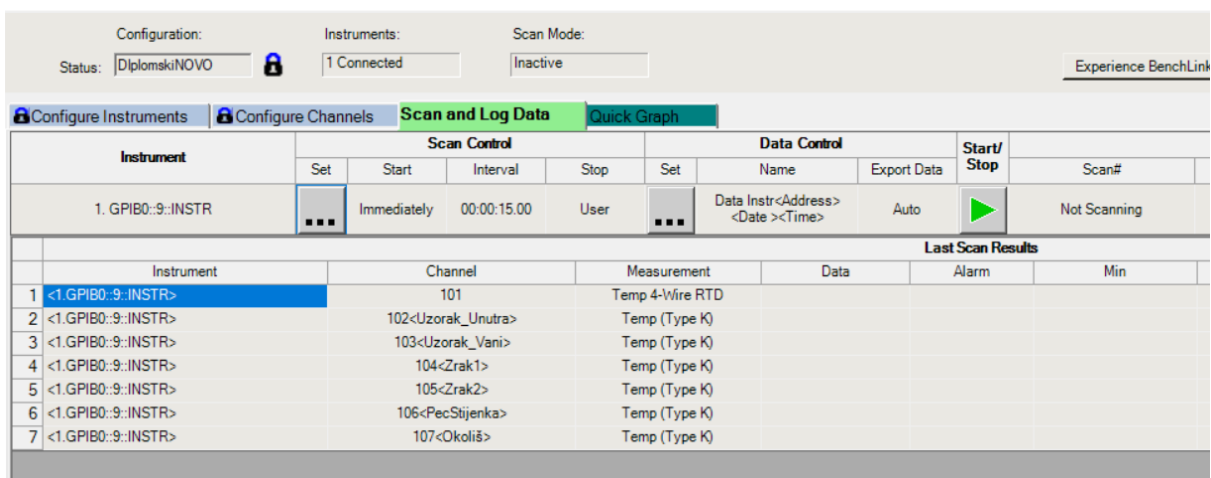 Configuration: Instruments: Scan Mode:
Status: DIplomskiNOVO 1 Connected Inactive Experience BenchLink
Configure Instruments Configure Channels Scan and Log Data Quick Graph
Instrument Scan Control Data Control Start/ Stop
Set Start Interval Stop Set Name Export Data Scan#
1. GPIB0::9::INSTR ... Immediately 00:00:15.00 User ... Data Instr<Address> Auto Not Scanning
<Date ><Time>
Last Scan Results
Instrument Channel Measurement Data Alarm Min
1 <1.GPIB0::9::INSTR> 101 Temp 4-Wire RTD
2 <1.GPIB0::9::INSTR> 102<Uzorak_Unutra> Temp (Type K)
3 <1.GPIB0::9::INSTR> 103<Uzorak_Vani> Temp (Type K)
4 <1.GPIB0::9::INSTR> 104<Zrak1> Temp (Type K)
5 <1.GPIB0::9::INSTR> 105<Zrak2> Temp (Type K)
6 <1.GPIB0::9::INSTR> 106<PecStijenka> Temp (Type K)
7 <1.GPIB0::9::INSTR> 107<Okoliš> Temp (Type K)